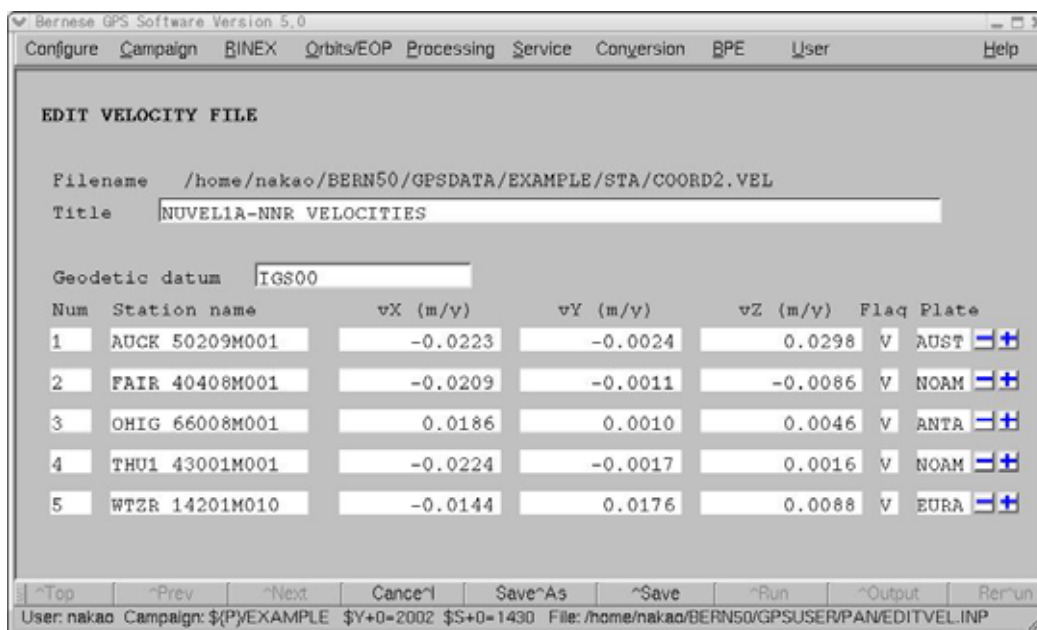 Bernese GPS Software Version 5.0
Configure Campaign RINEX Orbits/EOP Processing Service Conversion BPE User Help
EDIT VELOCITY FILE
Filename /home/nakao/BERN50/GPSDATA/EXAMPLE/STA/COORD2.VEL
Title NUVEL1A-NNR VELOCITIES
Geodetic datum IGS00
Num Station name vX (m/y) vY (m/y) vZ (m/y) Flag Plate
1 AUCK 50209M001 -0.0223 -0.0024 0.0298 V AUST - +
2 FAIR 40408M001 -0.0209 -0.0011 -0.0086 V NOAM - +
3 OHIG 66008M001 0.0186 0.0010 0.0046 V ANTA - +
4 THU1 43001M001 -0.0224 -0.0017 0.0016 V NOAM - +
5 WTZR 14201M010 -0.0144 0.0176 0.0088 V EURA - +
^Top ^Prev ^Next Cance^l Save^As ^Save ^Run ^Output Rer^un
User: nakao Campaign: ${P}/EXAMPLE $Y+0=2002 $S+0=1430 File: /home/nakao/BERN50/GPSUSER/PAN/EDITVEL.INP